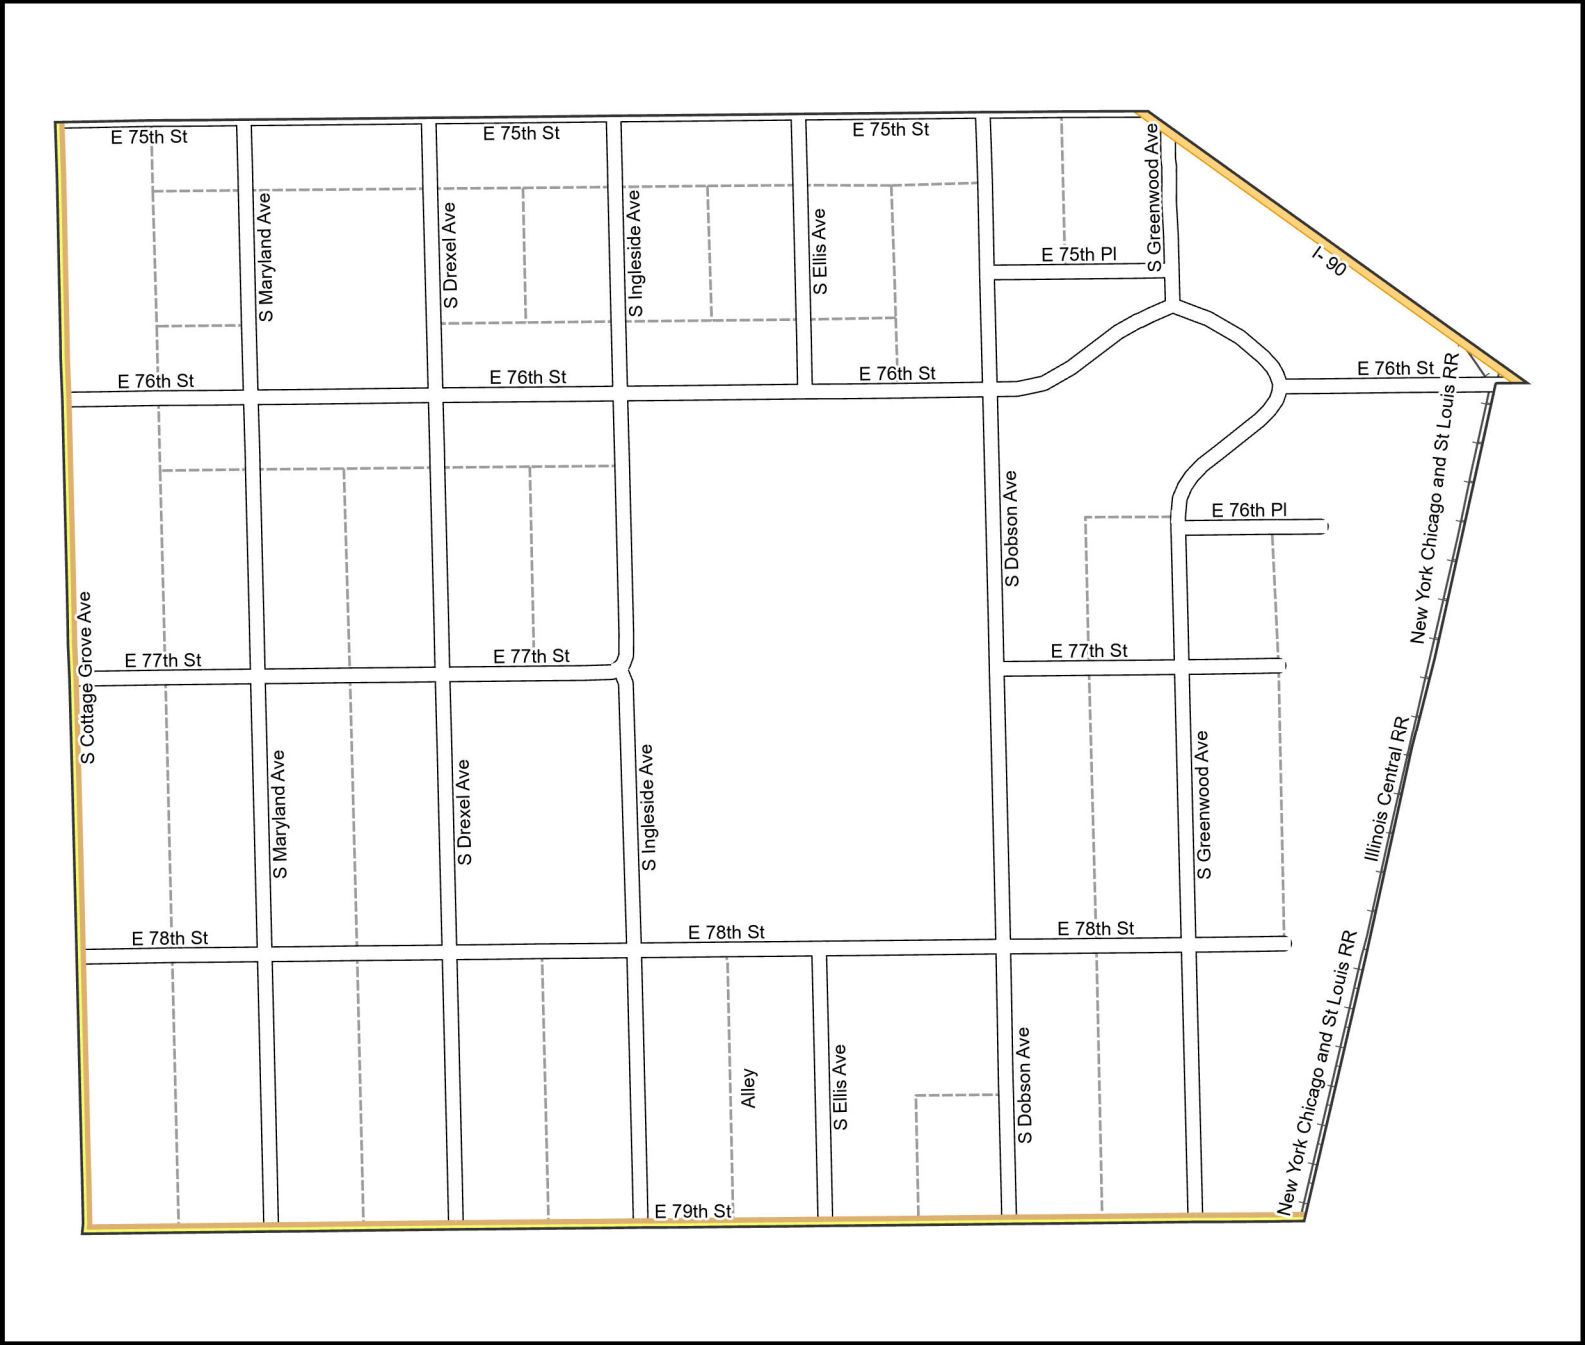 E 75th St
E 75th St
E 75th St
S Greenwood Ave
S Maryland Ave
S Drexel Ave
S Ingleside Ave
S Ellis Ave
E 75th Pl
I- 90
E 76th St
E 76th St
E 76th St
E 76th St
New York Chicago and St Louis RR
S Dobson Ave
E 76th Pl
S Cottage Grove Ave
E 77th St
E 77th St
E 77th St
S Maryland Ave
S Drexel Ave
S Ingleside Ave
S Greenwood Ave
Illinois Central RR
E 78th St
E 78th St
E 78th St
New York Chicago and St Louis RR
Alley
S Ellis Ave
S Dobson Ave
E 79th St